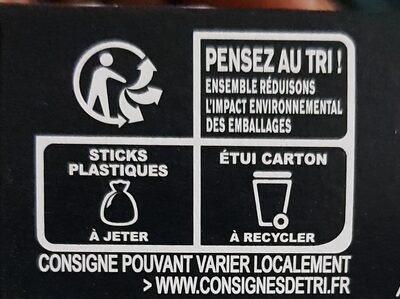 PENSEZ AU TRI !
ENSEMBLE RÉDUISONS
L'IMPACT ENVIRONNEMENTAL
DES EMBALLAGES
STICKS
PLASTIQUES
À JETER
ÉTUI CARTON
À RECYCLER
CONSIGNE POUVANT VARIER LOCALEMENT
> WWW.CONSIGNESDETRI.FR